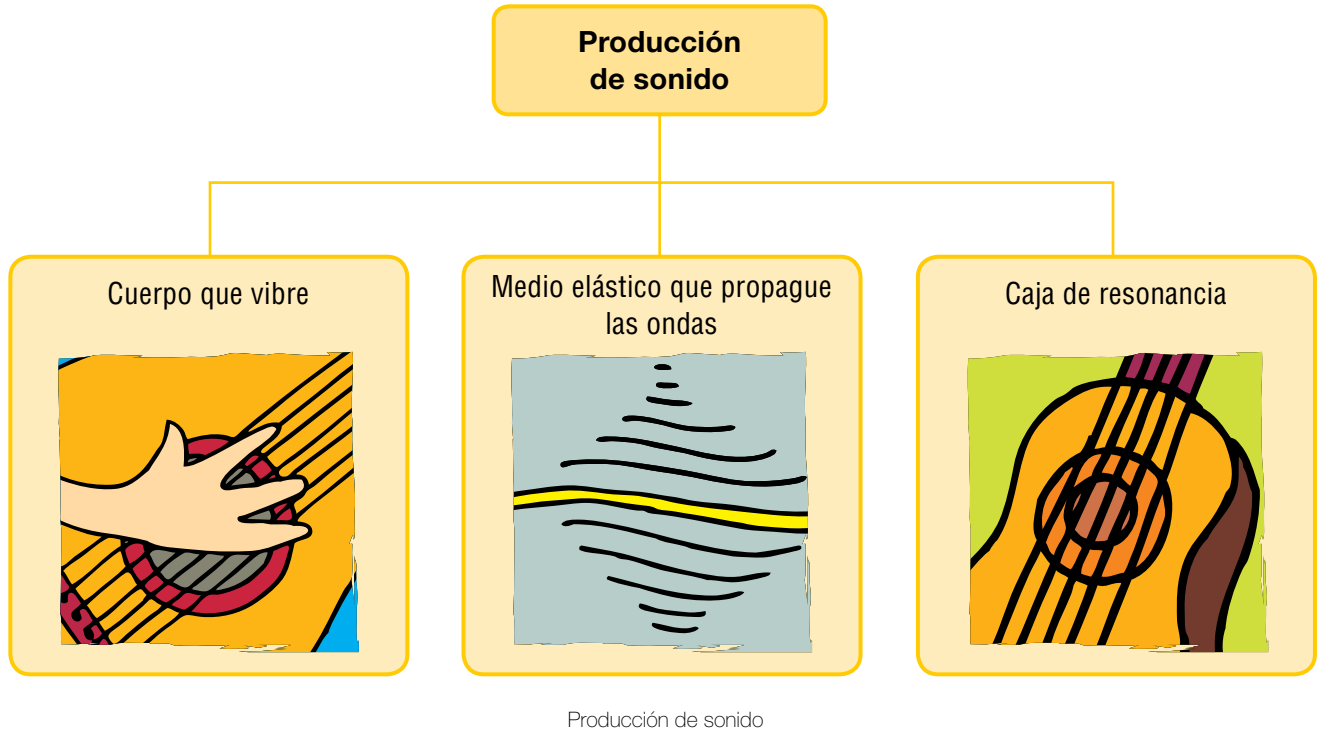 Producción
de sonido
Cuerpo que vibre
Medio elástico que propague
las ondas
Caja de resonancia
Producción de sonido